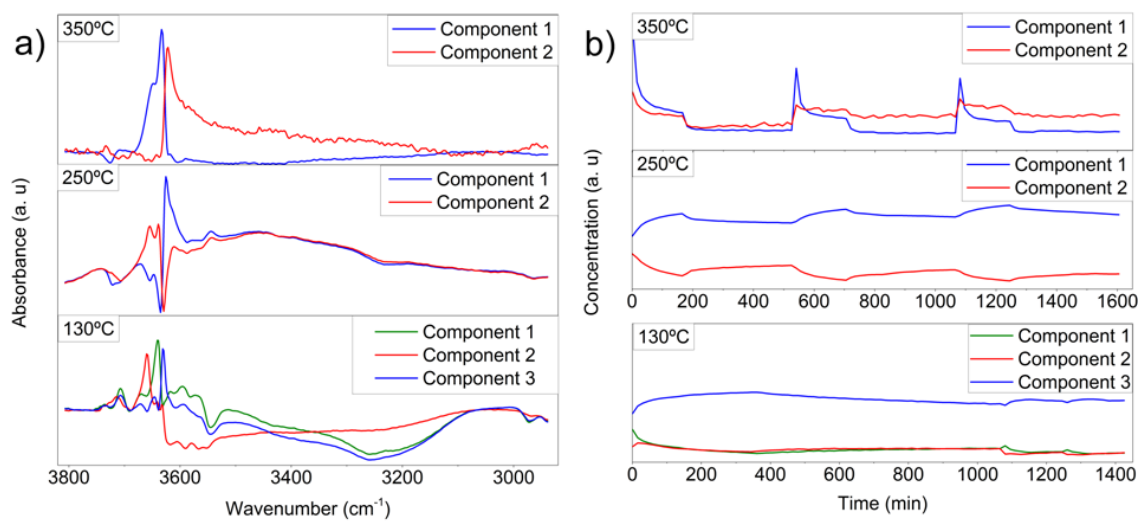 a)
350ºC
Component 1
Component 2
250ºC
Component 1
Component 2
130ºC
Component 1
Component 2
Component 3
Absorbance (a. u)
3800 3600 3400 3200 3000
Wavenumber (cm⁻¹)
b)
350ºC
Component 1
Component 2
250ºC
Component 1
Component 2
0 200 400 600 800 1000 1200 1400 1600
130ºC
Component 1
Component 2
Component 3
Concentration (a. u)
0 200 400 600 800 1000 1200 1400
Time (min)